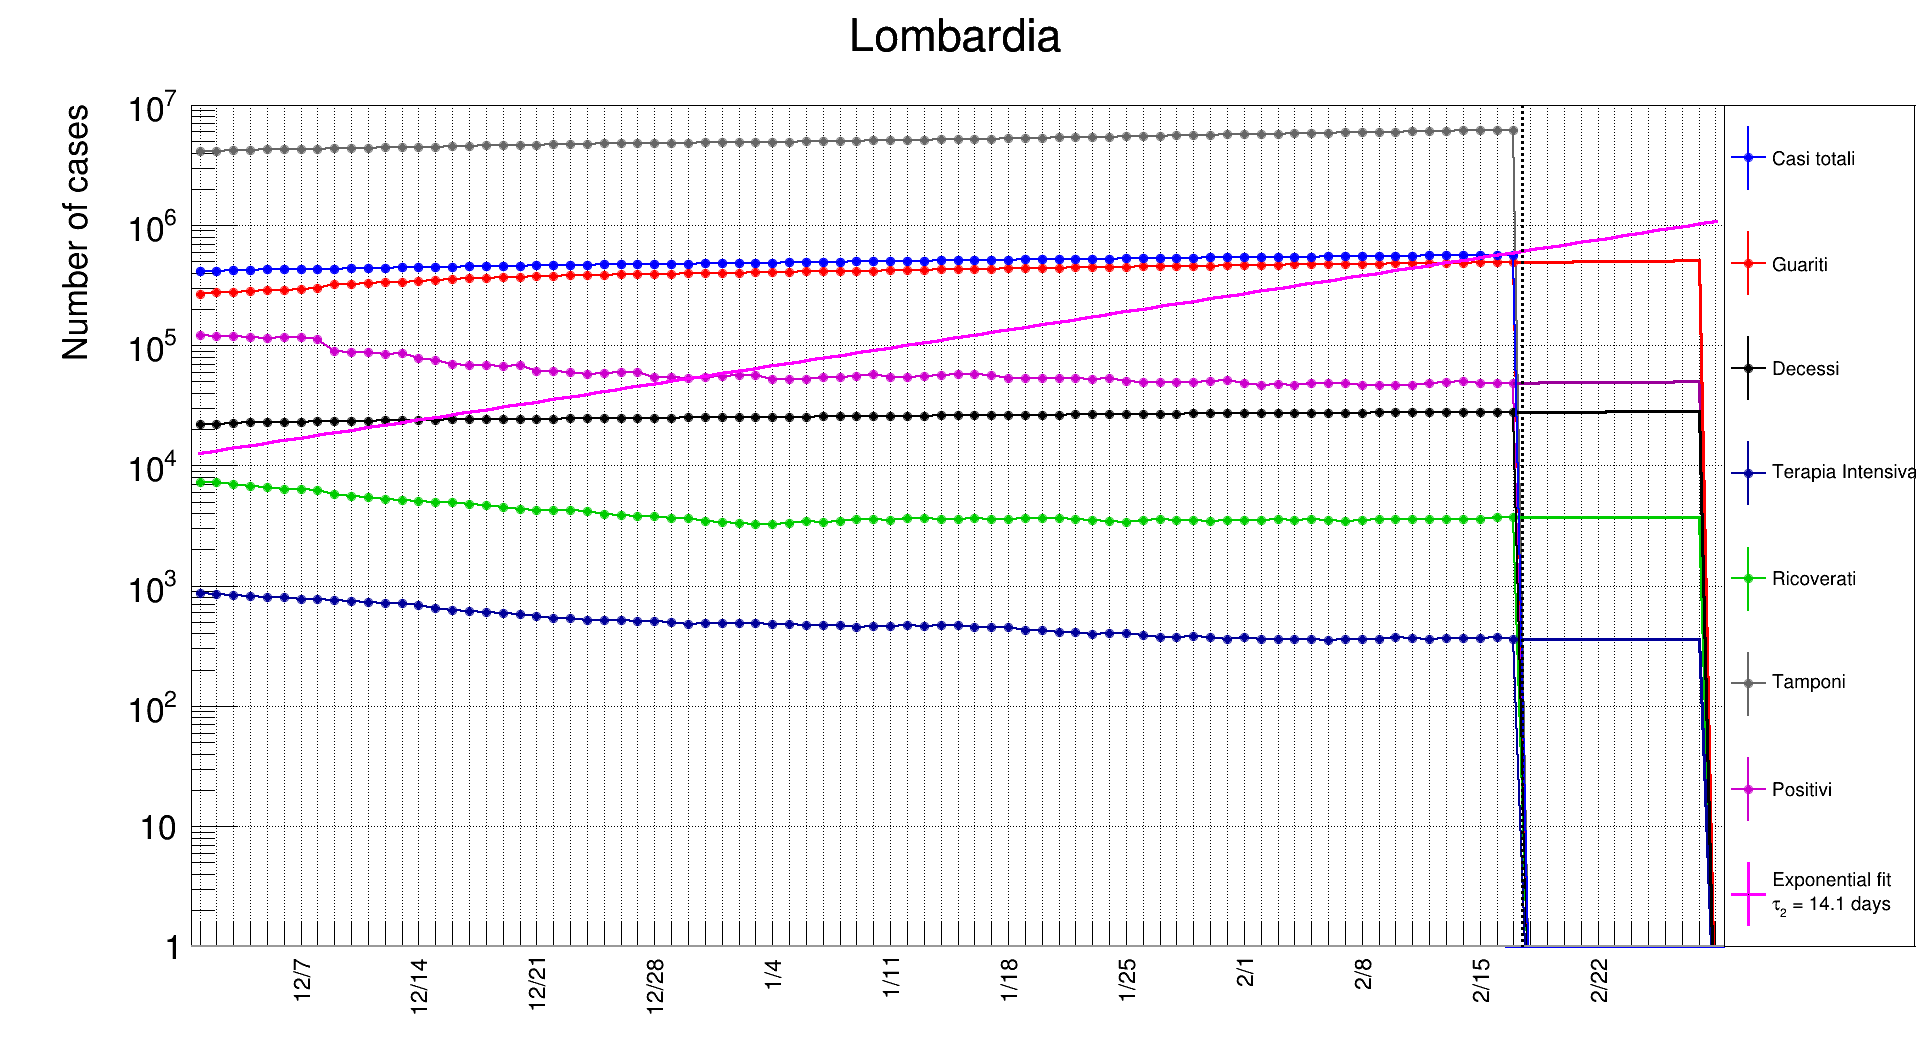 Lombardia
Number of cases
10^7
10^6
10^5
10^4
10^3
10^2
10
1
12/7
12/14
12/21
12/28
1/4
1/11
1/18
1/25
2/1
2/8
2/15
2/22
Casi totali
Guariti
Decessi
Terapia Intensiva
Ricoverati
Tamponi
Positivi
Exponential fit
τ₂ = 14.1 days